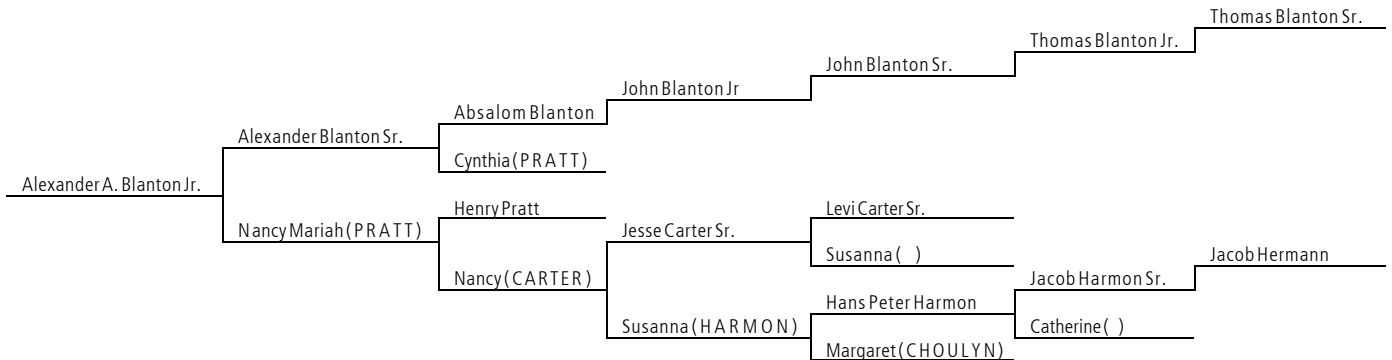 Thomas Blanton Sr.
Thomas Blanton Jr.
John Blanton Sr.
John Blanton Jr
Absalom Blanton
Alexander Blanton Sr.
Cynthia (PRATT)
Alexander A. Blanton Jr.
Henry Pratt
Levi Carter Sr.
Nancy Mariah (PRATT)
Jesse Carter Sr.
Susanna ( )
Jacob Hermann
Nancy (CARTER)
Jacob Harmon Sr.
Hans Peter Harmon
Susanna (HARMON)
Catherine ( )
Margaret (CHOULYN)